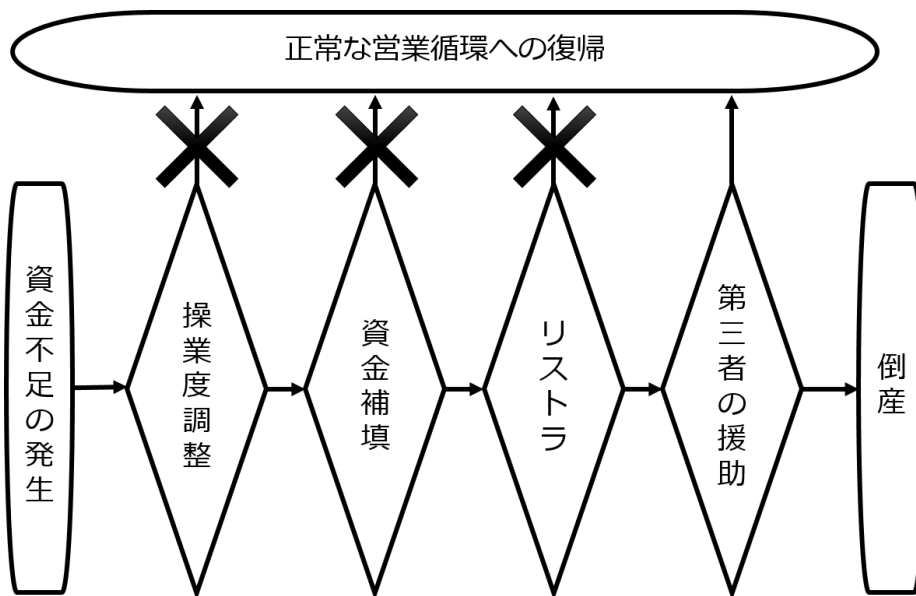 正常な営業循環への復帰
資金不足の発生
操業度調整
資金補填
リストラ
第三者の援助
倒産